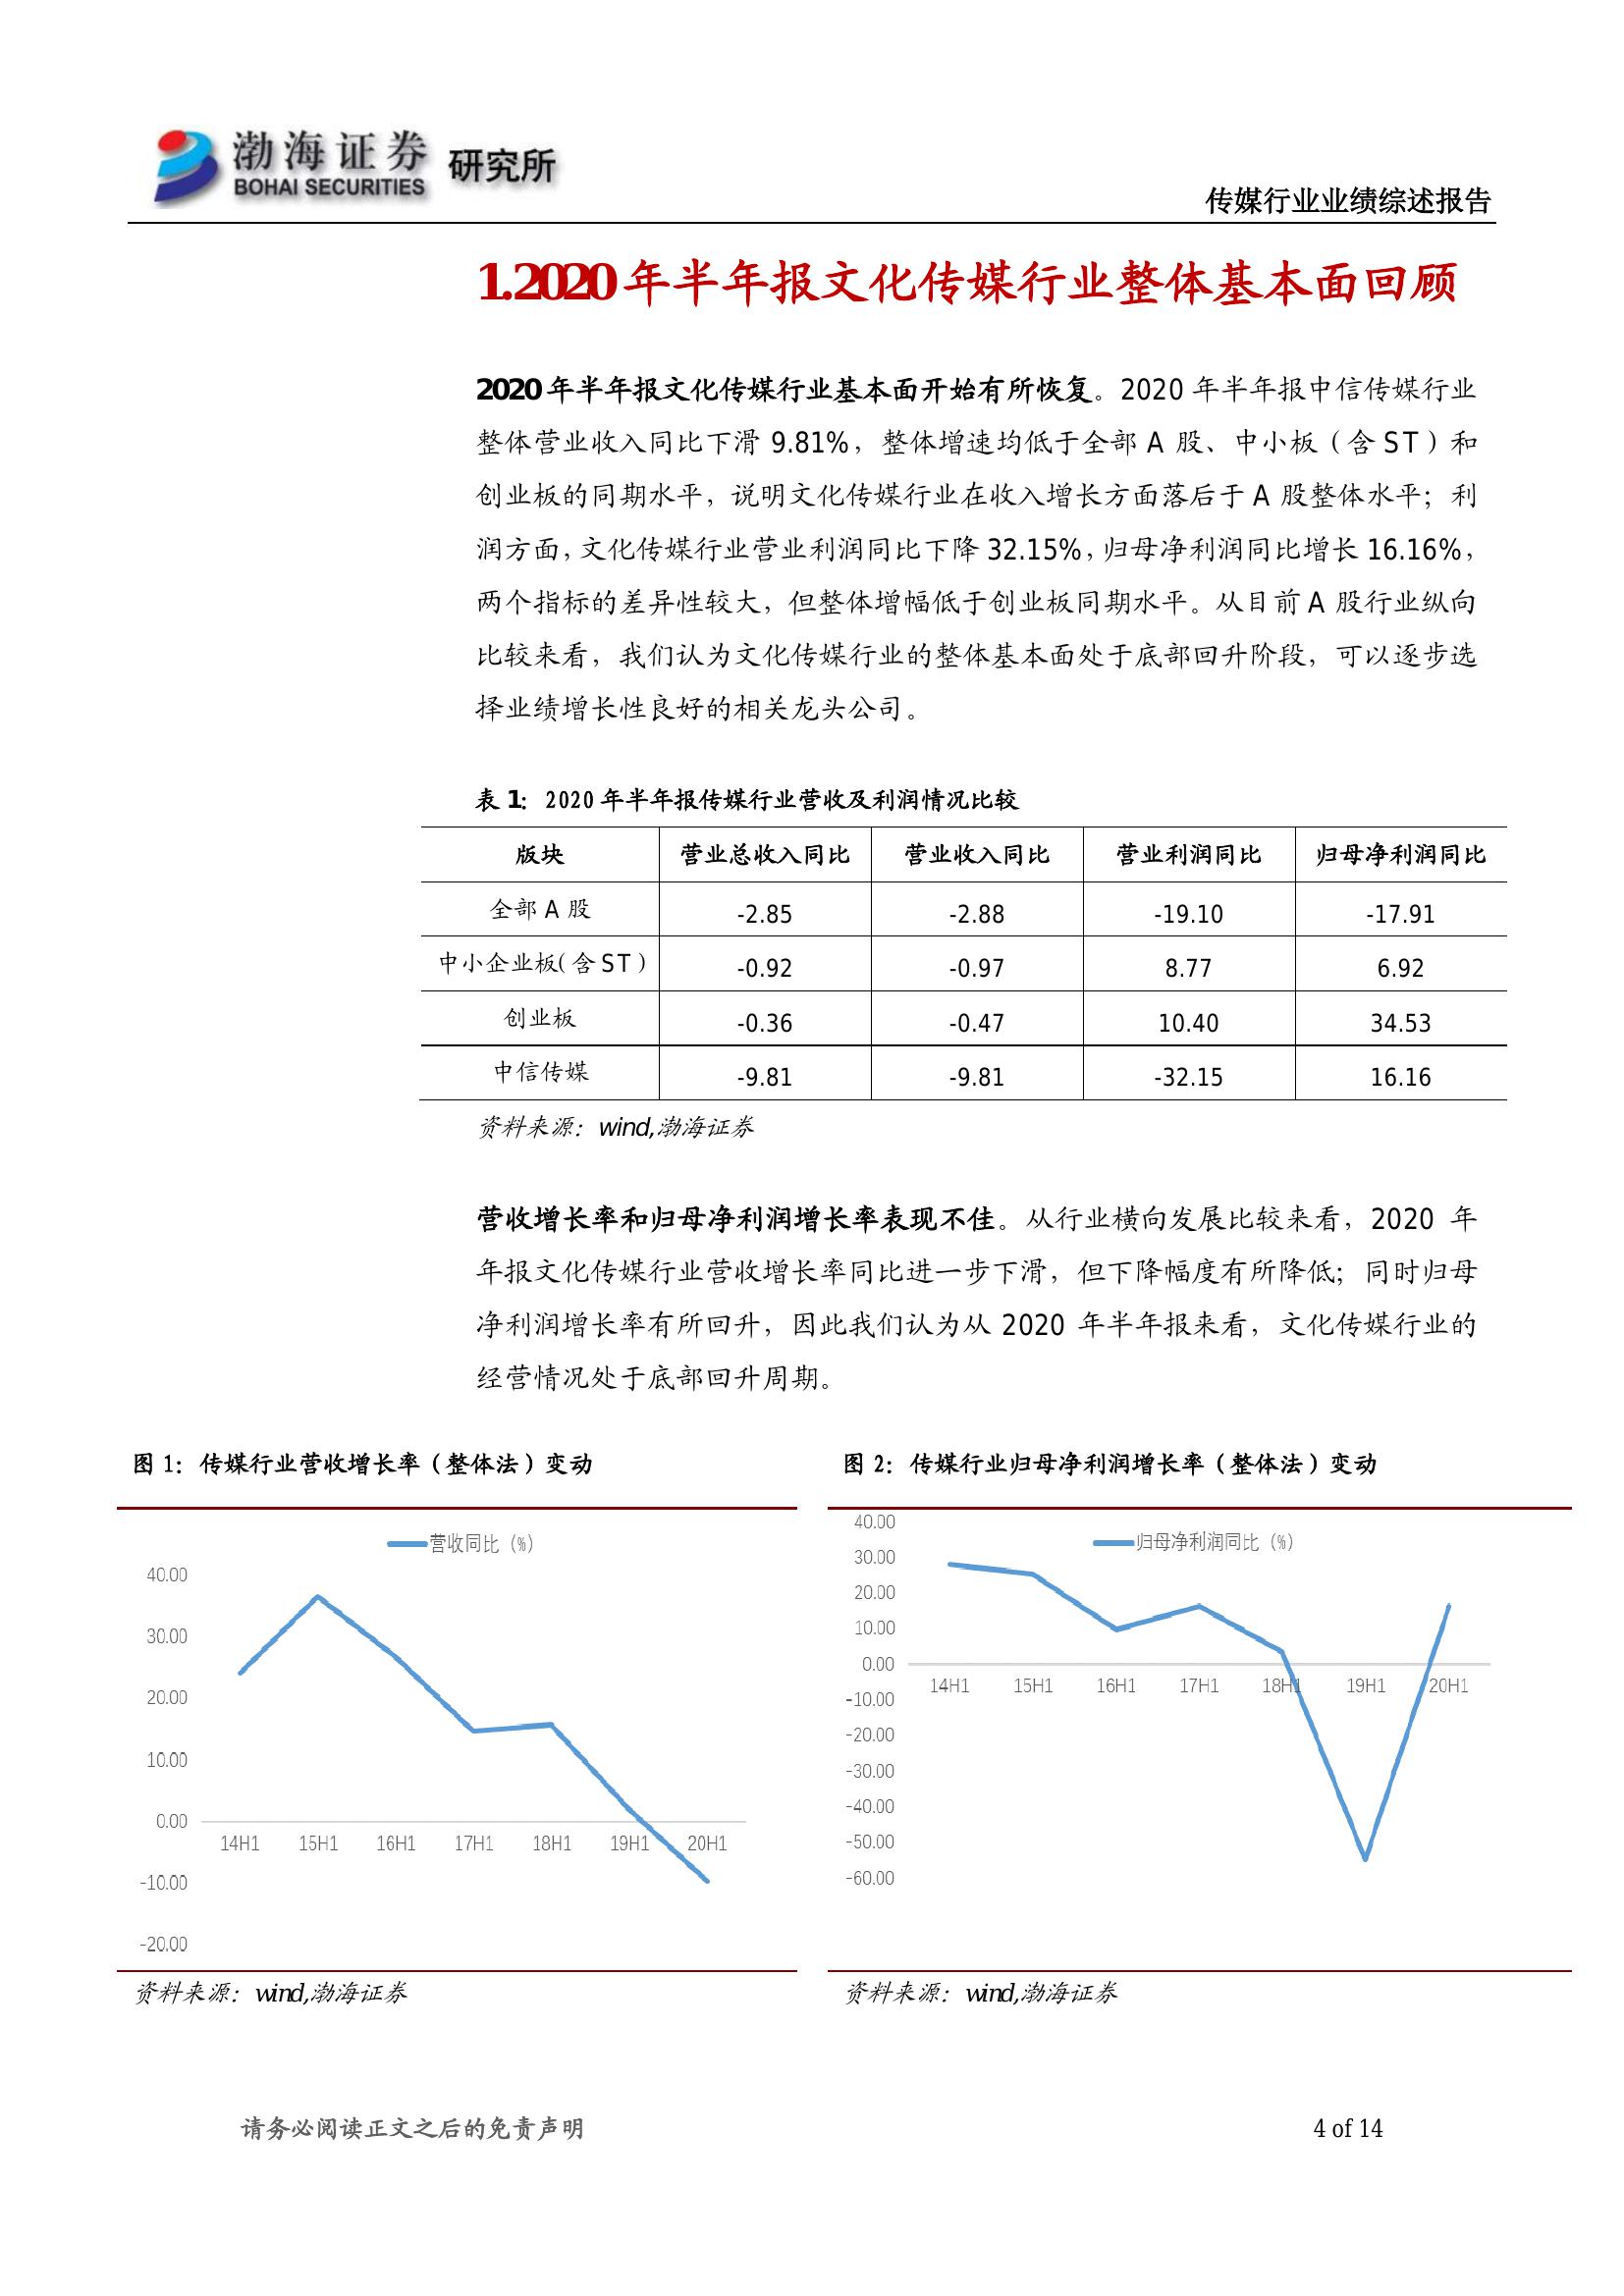 渤海证券 研究所
BOHAI SECURITIES
传媒行业业绩综述报告
1.2020 年半年报文化传媒行业整体基本面回顾
2020 年半年报文化传媒行业基本面开始有所恢复。2020 年半年报中信传媒行业
整体营业收入同比下滑 9.81%，整体增速均低于全部 A 股、中小板（含 ST）和
创业板的同期水平，说明文化传媒行业在收入增长方面落后于 A 股整体水平；利
润方面，文化传媒行业营业利润同比下降 32.15%，归母净利润同比增长 16.16%，
两个指标的差异性较大，但整体增幅低于创业板同期水平。从目前 A 股行业纵向
比较来看，我们认为文化传媒行业的整体基本面处于底部回升阶段，可以逐步选
择业绩增长性良好的相关龙头公司。
表 1：2020 年半年报传媒行业营收及利润情况比较
版块 营业总收入同比 营业收入同比 营业利润同比 归母净利润同比
全部 A 股 -2.85 -2.88 -19.10 -17.91
中小企业板(含 ST） -0.92 -0.97 8.77 6.92
创业板 -0.36 -0.47 10.40 34.53
中信传媒 -9.81 -9.81 -32.15 16.16
资料来源：wind,渤海证券
营收增长率和归母净利润增长率表现不佳。从行业横向发展比较来看，2020 年
年报文化传媒行业营收增长率同比进一步下滑，但下降幅度有所降低；同时归母
净利润增长率有所回升，因此我们认为从 2020 年半年报来看，文化传媒行业的
经营情况处于底部回升周期。
图 1：传媒行业营收增长率（整体法）变动
营收同比（%）
40.00
30.00
20.00
10.00
0.00
14H1 15H1 16H1 17H1 18H1 19H1 20H1
-10.00
-20.00
资料来源：wind,渤海证券
图 2：传媒行业归母净利润增长率（整体法）变动
40.00
归母净利润同比（%）
30.00
20.00
10.00
0.00
14H1 15H1 16H1 17H1 18H1 19H1 20H1
-10.00
-20.00
-30.00
-40.00
-50.00
-60.00
资料来源：wind,渤海证券
请务必阅读正文之后的免责声明
4 of 14